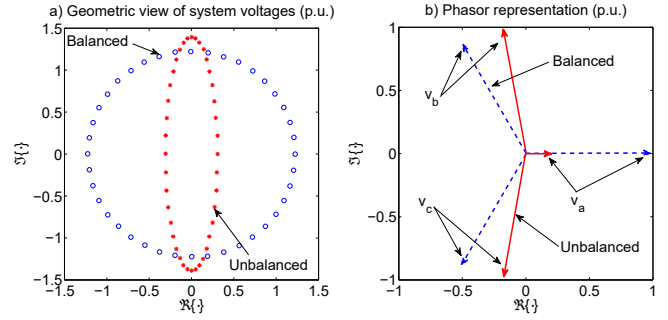 a) Geometric view of system voltages (p.u.)
1.5
1
0.5
0
−0.5
−1
−1.5
−1.5
−1
−0.5
0
0.5
1
1.5
ℑ{·}
ℜ{·}
Balanced
Unbalanced
b) Phasor representation (p.u.)
1
0.5
0
−0.5
−1
−1
−0.5
0
0.5
1
ℑ{·}
ℜ{·}
Balanced
v_b
v_a
v_c
Unbalanced